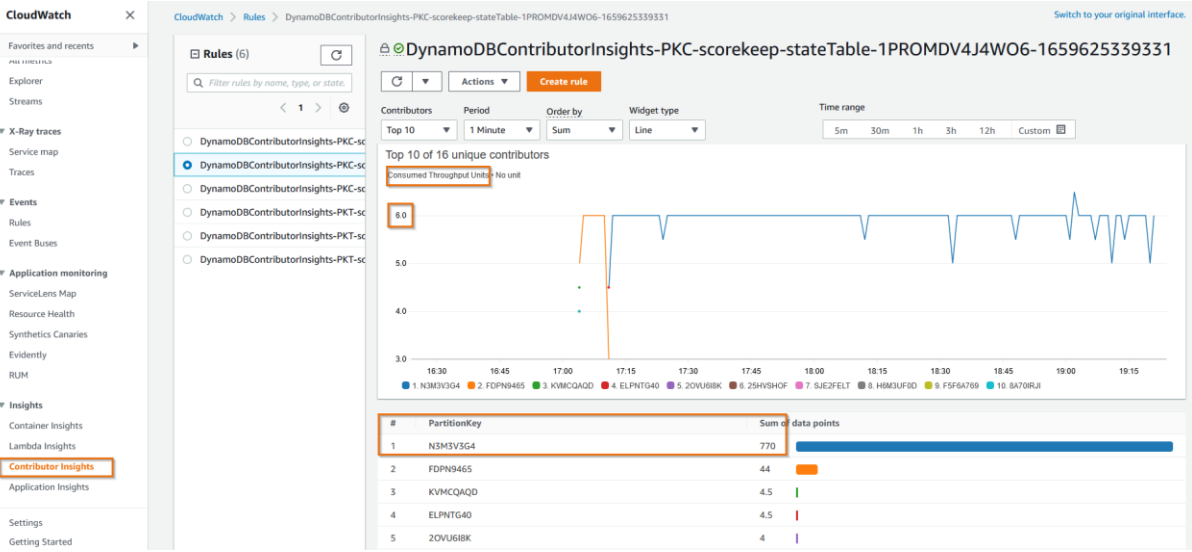 CloudWatch
Favorites and recents
All metrics
Explorer
Streams
X-Ray traces
Service map
Traces
Events
Rules
Event Buses
Application monitoring
ServiceLens Map
Resource Health
Synthetics Canaries
Evidently
RUM
Insights
Container Insights
Lambda Insights
Contributor Insights
Application Insights
Settings
Getting Started
CloudWatch > Rules > DynamoDBContributorInsights-PKC-scorekeep-stateTable-1PROMDV4J4WO6-1659625339331
Switch to your original interface.
Rules (6)
Filter rules by name, type, or state.
< 1 >
DynamoDBContributorInsights-PKC-sc
DynamoDBContributorInsights-PKC-sc
DynamoDBContributorInsights-PKC-sc
DynamoDBContributorInsights-PKT-sc
DynamoDBContributorInsights-PKT-sc
DynamoDBContributorInsights-PKT-sc
DynamoDBContributorInsights-PKC-scorekeep-stateTable-1PROMDV4J4WO6-1659625339331
Actions Create rule
Contributors Period Order by Widget type Time range
Top 10 1 Minute Sum Line 5m 30m 1h 3h 12h Custom
Top 10 of 16 unique contributors
Consumed Throughput Units • No unit
6.0
5.0
4.0
3.0
16:30 16:45 17:00 17:15 17:30 17:45 18:00 18:15 18:30 18:45 19:00 19:15
1. N3M3V3G4 2. FDPN9465 3. KVMCQAQD 4. ELPNTG40 5. 2OVU6I8K 6. 25HVSHOF 7. SJE2FELT 8. H6M3UF0D 9. F5F6A769 10. 8A70IRJI
# PartitionKey Sum of data points
1 N3M3V3G4 770
2 FDPN9465 44
3 KVMCQAQD 4.5
4 ELPNTG40 4.5
5 2OVU6I8K 4